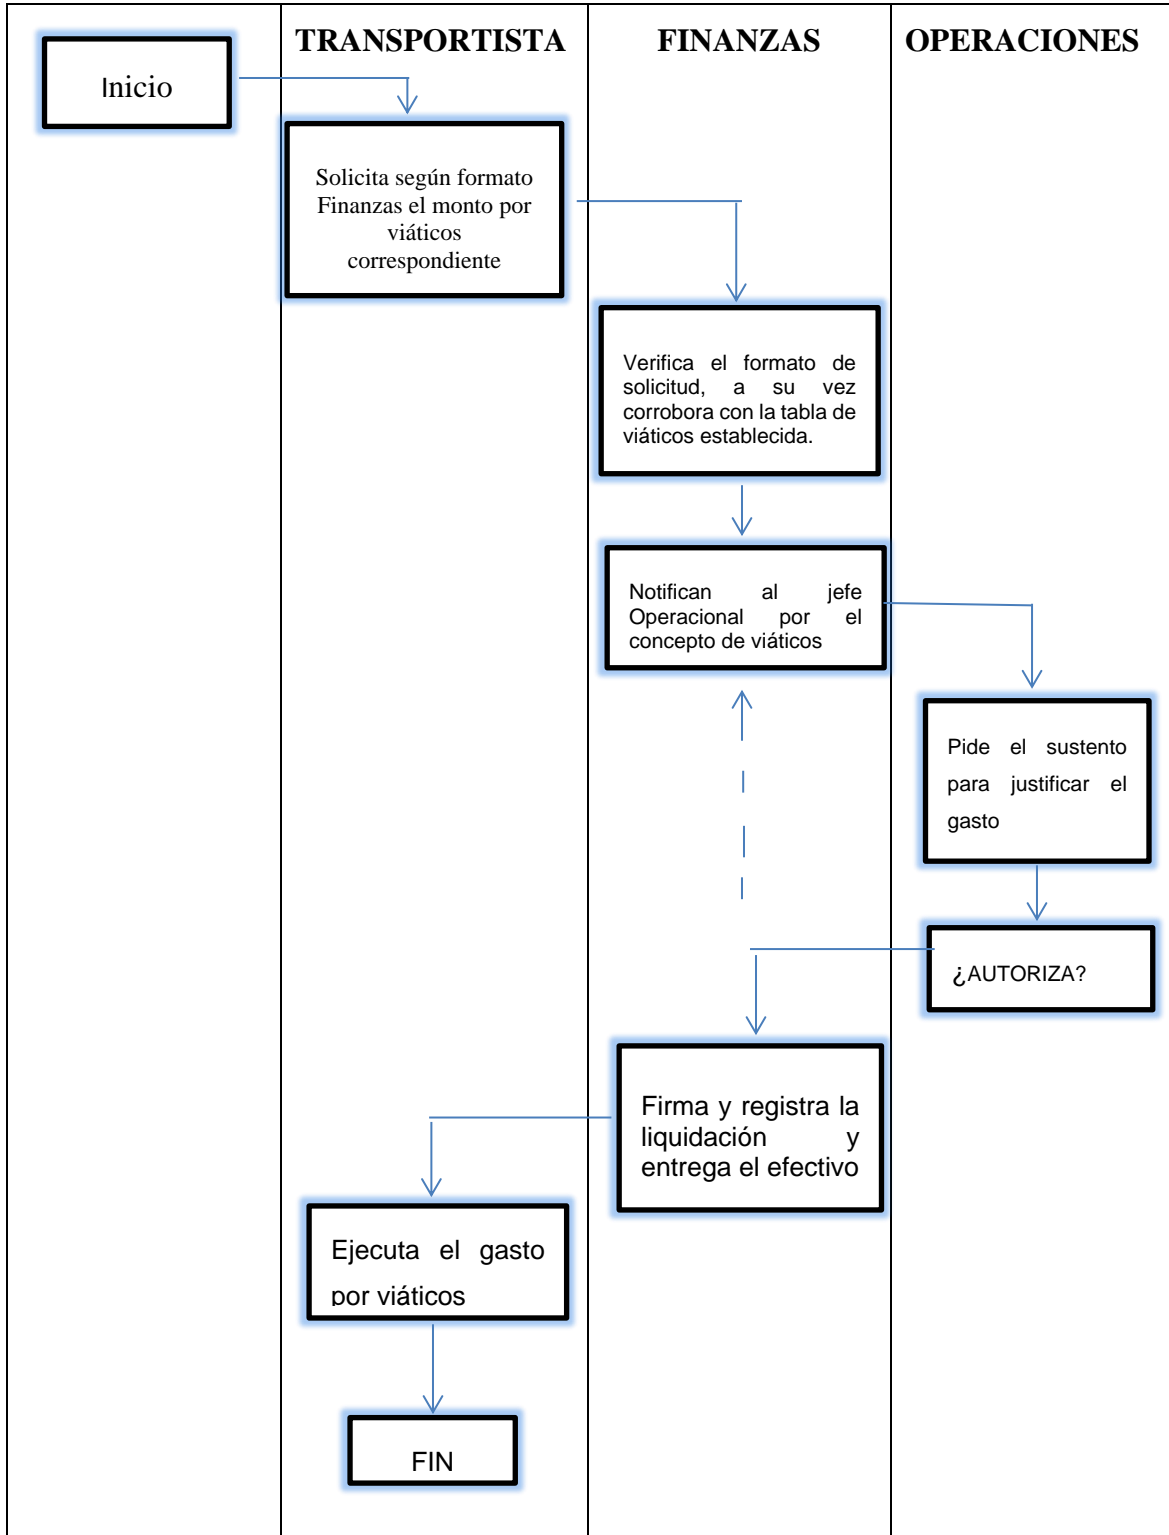 TRANSPORTISTA
FINANZAS
OPERACIONES
Inicio
Solicita según formato
Finanzas el monto por
viáticos
correspondiente
Verifica el formato de
solicitud, a su vez
corrobora con la tabla de
viáticos establecida.
Notifican al jefe
Operacional por el
concepto de viáticos
Pide el sustento
para justificar el
gasto
¿AUTORIZA?
Firma y registra la
liquidación y
entrega el efectivo
Ejecuta el gasto
por viáticos
FIN